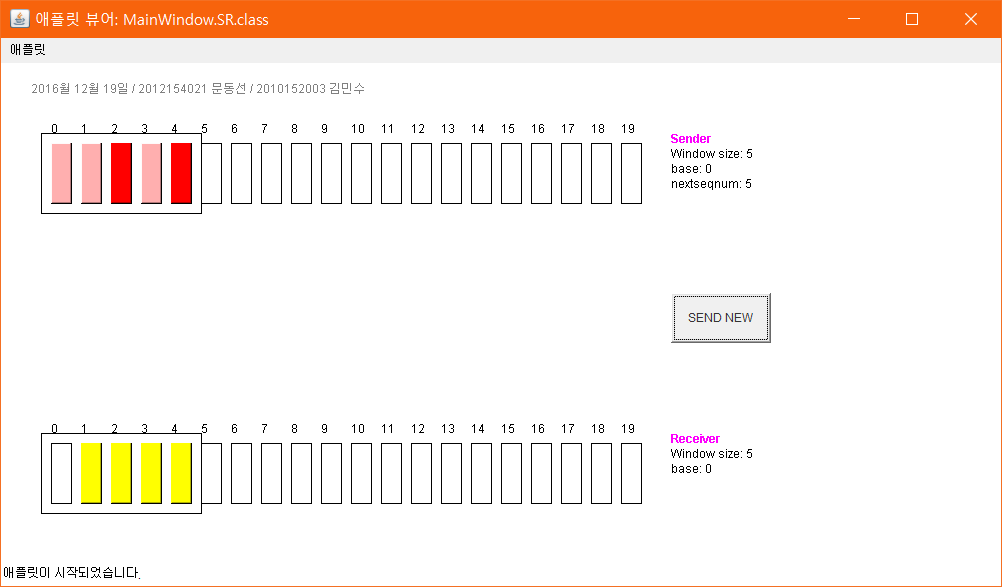 애플릿 뷰어: MainWindow.SR.class
애플릿
2016월 12월 19일 / 2012154021 문동선 / 2010152003 김민수
0 1 2 3 4 5 6 7 8 9 10 11 12 13 14 15 16 17 18 19
Sender
Window size: 5
base: 0
nextseqnum: 5
SEND NEW
0 1 2 3 4 5 6 7 8 9 10 11 12 13 14 15 16 17 18 19
Receiver
Window size: 5
base: 0
애플릿이 시작되었습니다.